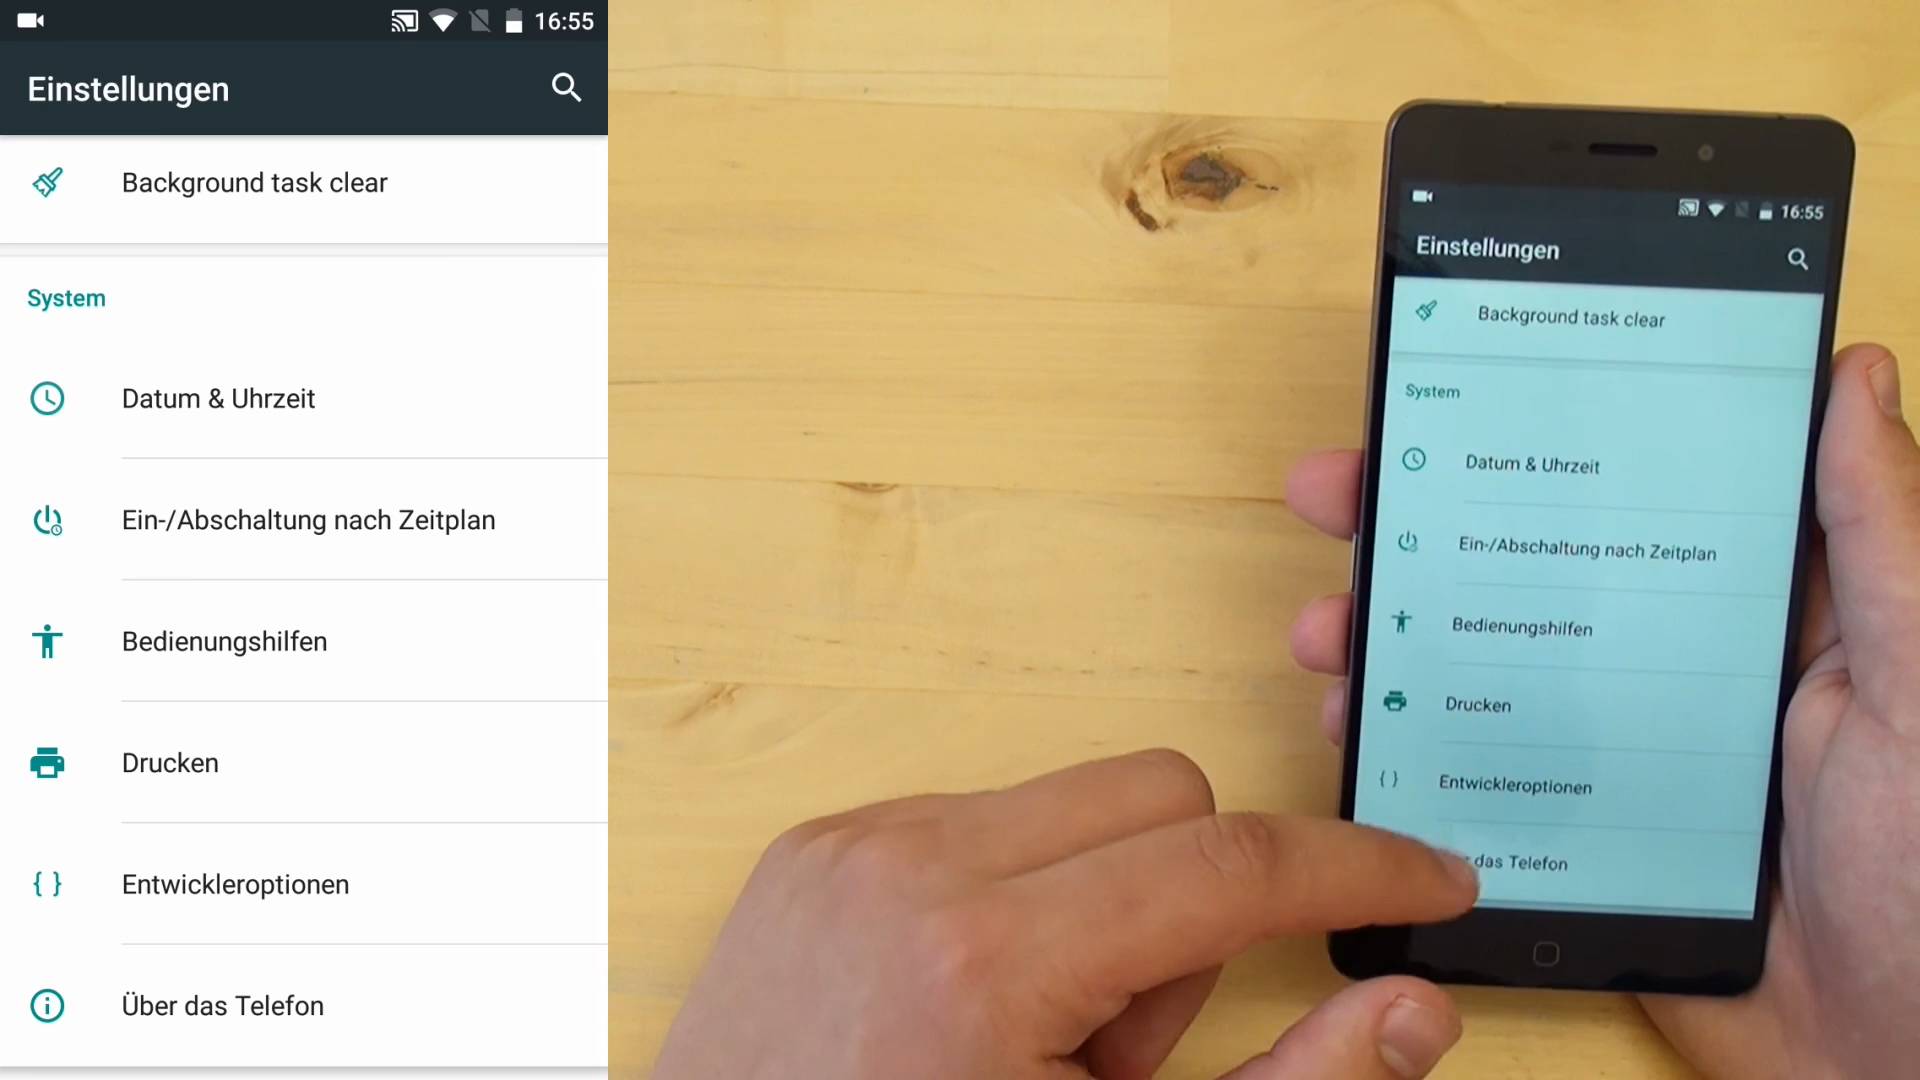 16:55
Einstellungen
Background task clear
System
Datum & Uhrzeit
Ein-/Abschaltung nach Zeitplan
Bedienungshilfen
Drucken
{ } Entwickleroptionen
Über das Telefon
16:55
Einstellungen
Background task clear
System
Datum & Uhrzeit
Ein-/Abschaltung nach Zeitplan
Bedienungshilfen
Drucken
{ } Entwickleroptionen
das Telefon